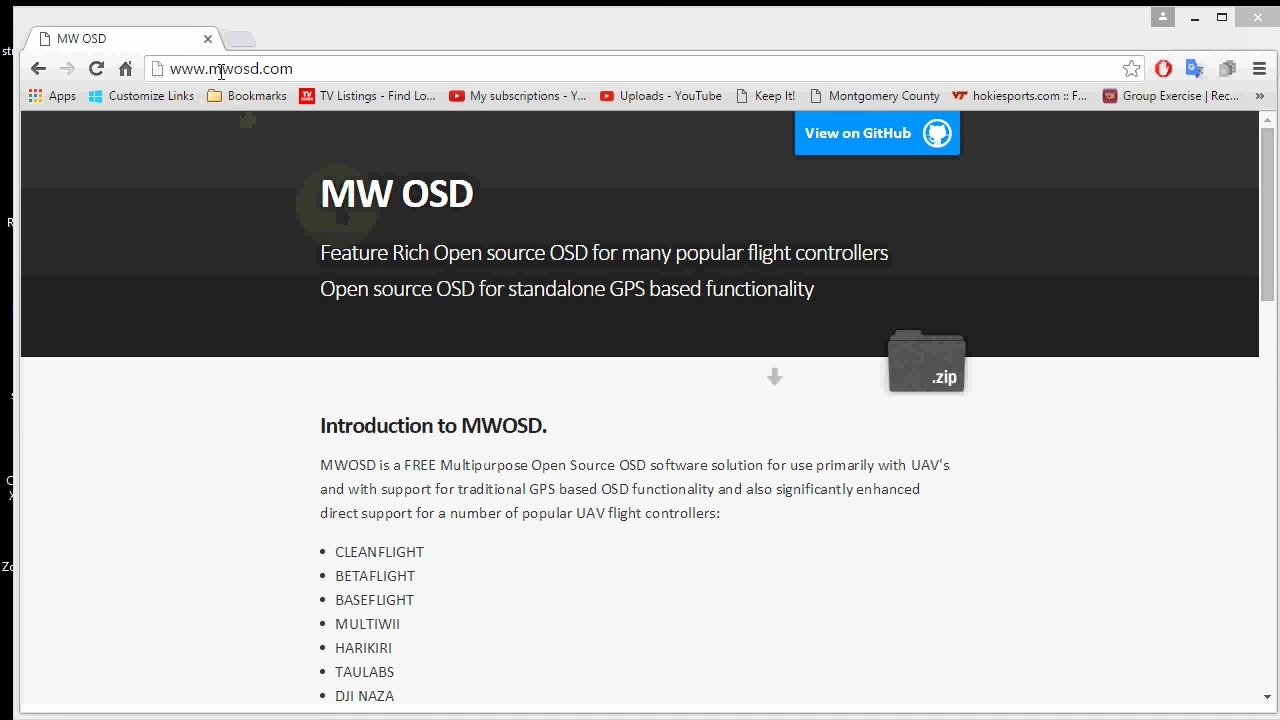 MW OSD
www.mwosd.com
Apps
Customize Links
Bookmarks
TV Listings - Find Lo...
My subscriptions - Y...
Uploads - YouTube
Keep It!
Montgomery County
hokiesports.com :: F...
Group Exercise | Rec...
»
View on GitHub
MW OSD
Feature Rich Open source OSD for many popular flight controllers
Open source OSD for standalone GPS based functionality
.zip
Introduction to MWOSD.
MWOSD is a FREE Multipurpose Open Source OSD software solution for use primarily with UAV's
and with support for traditional GPS based OSD functionality and also significantly enhanced
direct support for a number of popular UAV flight controllers:
• CLEANFLIGHT
• BETAFLIGHT
• BASEFLIGHT
• MULTIWII
• HARIKIRI
• TAULABS
• DJI NAZA